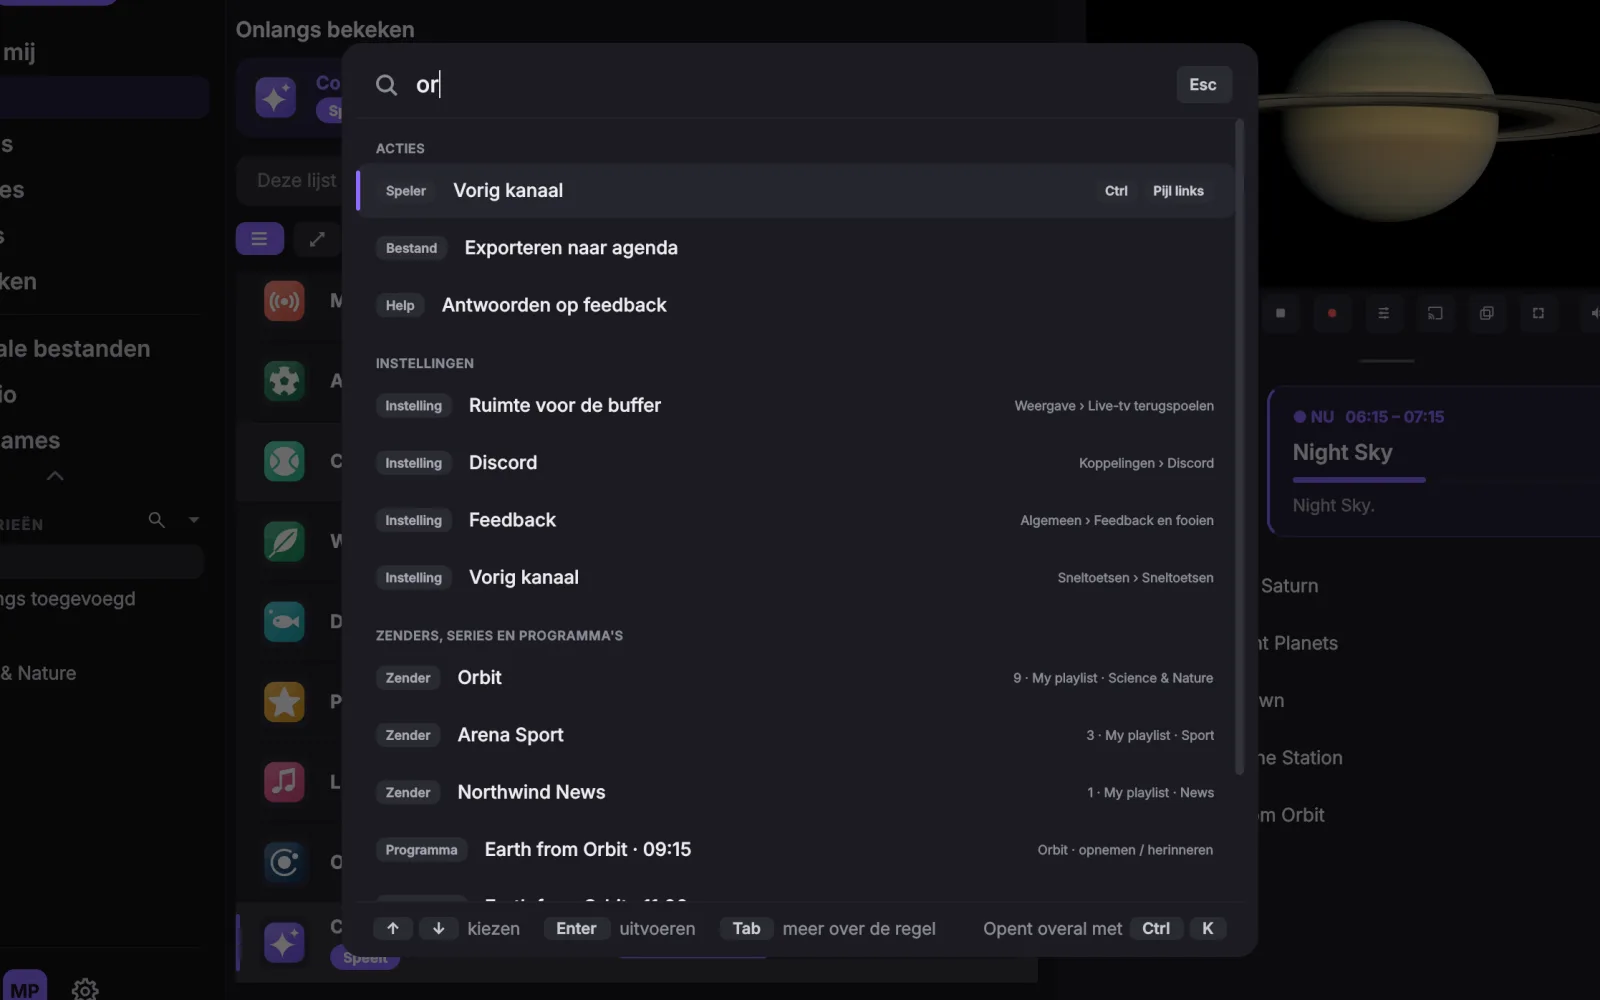 Onlangs bekeken
mij
or
Esc
Co
Sp
Deze lijst
ACTIES
Speler Vorig kanaal Ctrl Pijl links
Bestand Exporteren naar agenda
Help Antwoorden op feedback
INSTELLINGEN
Instelling Ruimte voor de buffer Weergave › Live-tv terugspoelen
Instelling Discord Koppelingen › Discord
Instelling Feedback Algemeen › Feedback en fooien
Instelling Vorig kanaal Sneltoetsen › Sneltoetsen
ZENDERS, SERIES EN PROGRAMMA'S
Zender Orbit 9 · My playlist · Science & Nature
Zender Arena Sport 3 · My playlist · Sport
Zender Northwind News 1 · My playlist · News
Programma Earth from Orbit · 09:15 Orbit · opnemen / herinneren
↑ ↓ kiezen Enter uitvoeren Tab meer over de regel Opent overal met Ctrl K
s
es
s
ken
ale bestanden
io
ames
RIEËN
ngs toegevoegd
& Nature
MP
M
A
C
W
D
P
L
O
C
Speelt
NU 06:15 – 07:15
Night Sky
Night Sky.
Saturn
nt Planets
wn
ne Station
om Orbit